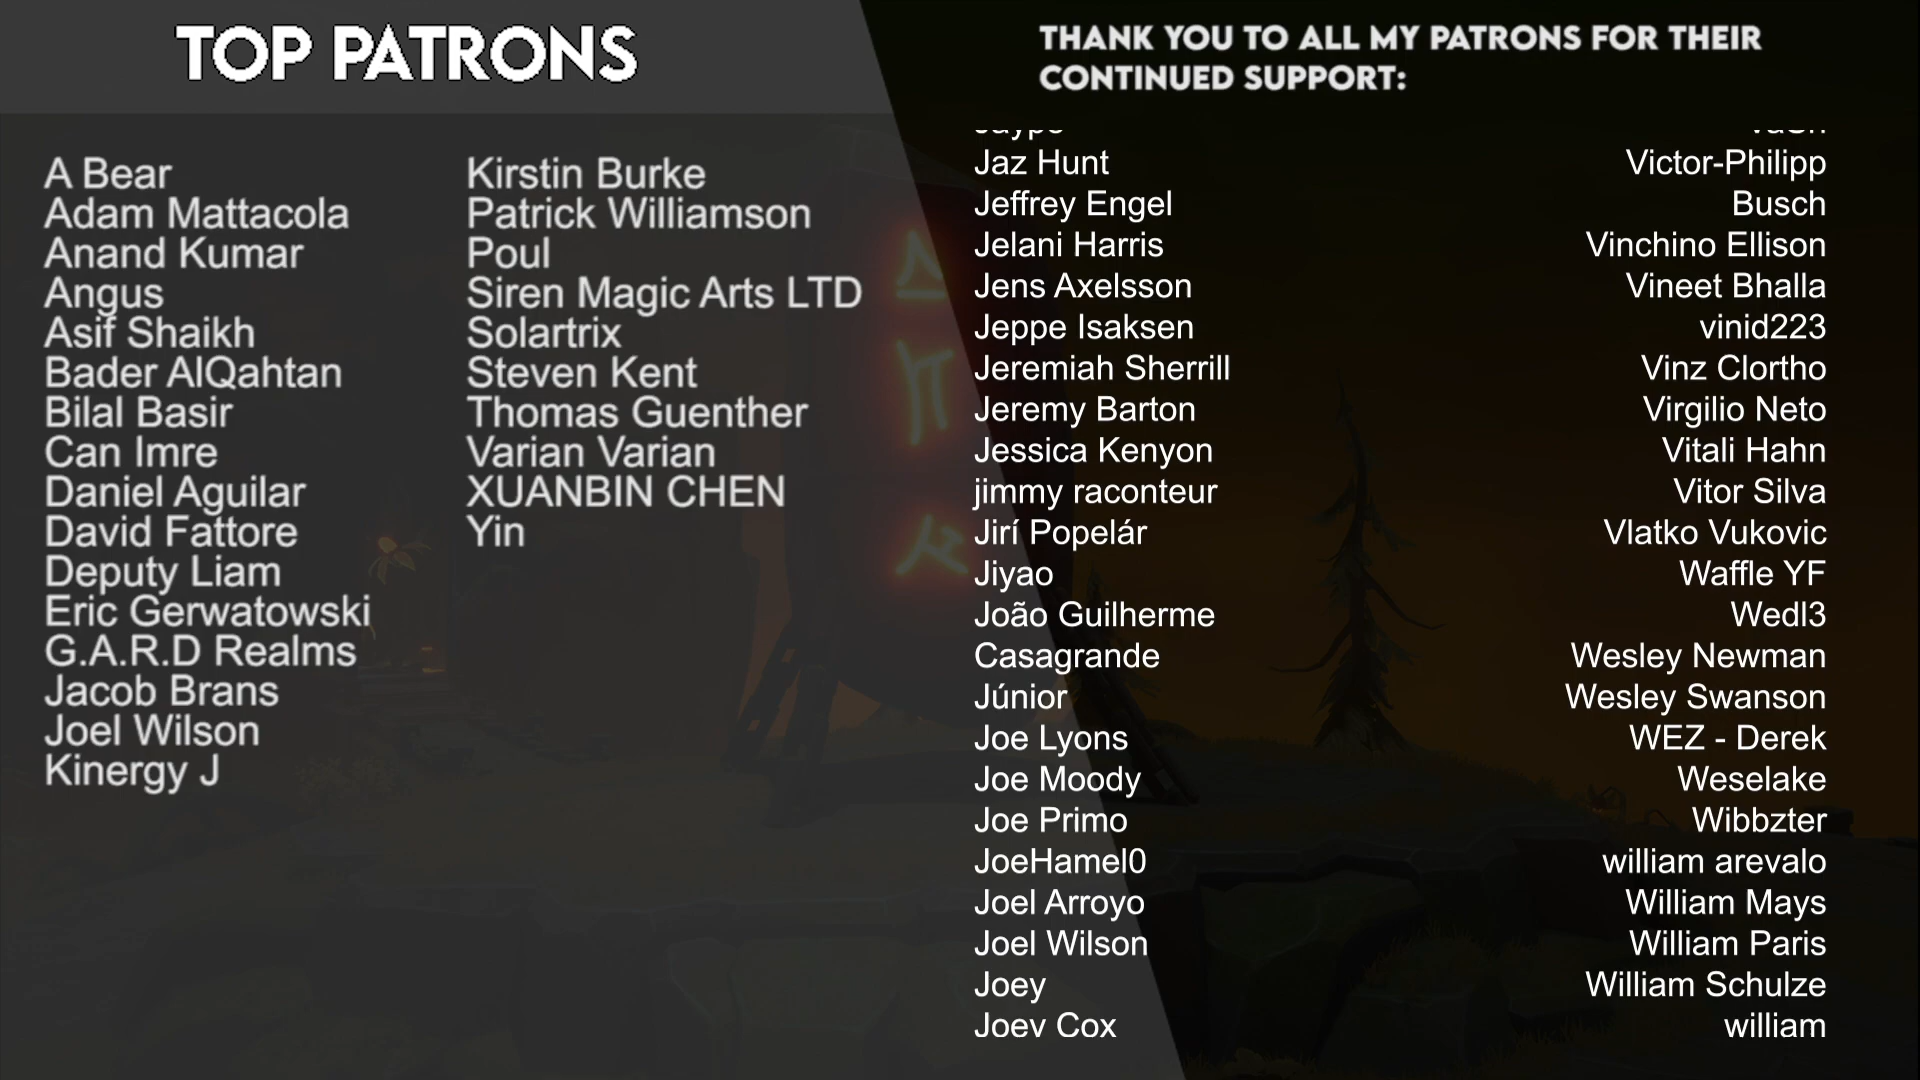 TOP PATRONS
A Bear
Adam Mattacola
Anand Kumar
Angus
Asif Shaikh
Bader AlQahtan
Bilal Basir
Can Imre
Daniel Aguilar
David Fattore
Deputy Liam
Eric Gerwatowski
G.A.R.D Realms
Jacob Brans
Joel Wilson
Kinergy J
Kirstin Burke
Patrick Williamson
Poul
Siren Magic Arts LTD
Solartrix
Steven Kent
Thomas Guenther
Varian Varian
XUANBIN CHEN
Yin
THANK YOU TO ALL MY PATRONS FOR THEIR
CONTINUED SUPPORT:
Jaz Hunt
Jeffrey Engel
Jelani Harris
Jens Axelsson
Jeppe Isaksen
Jeremiah Sherrill
Jeremy Barton
Jessica Kenyon
jimmy raconteur
Jirí Popelár
Jiyao
João Guilherme
Casagrande
Júnior
Joe Lyons
Joe Moody
Joe Primo
JoeHamel0
Joel Arroyo
Joel Wilson
Joey
Joey Cox
Victor-Philipp
Busch
Vinchino Ellison
Vineet Bhalla
vinid223
Vinz Clortho
Virgilio Neto
Vitali Hahn
Vitor Silva
Vlatko Vukovic
Waffle YF
Wedl3
Wesley Newman
Wesley Swanson
WEZ - Derek
Weselake
Wibbzter
william arevalo
William Mays
William Paris
William Schulze
william